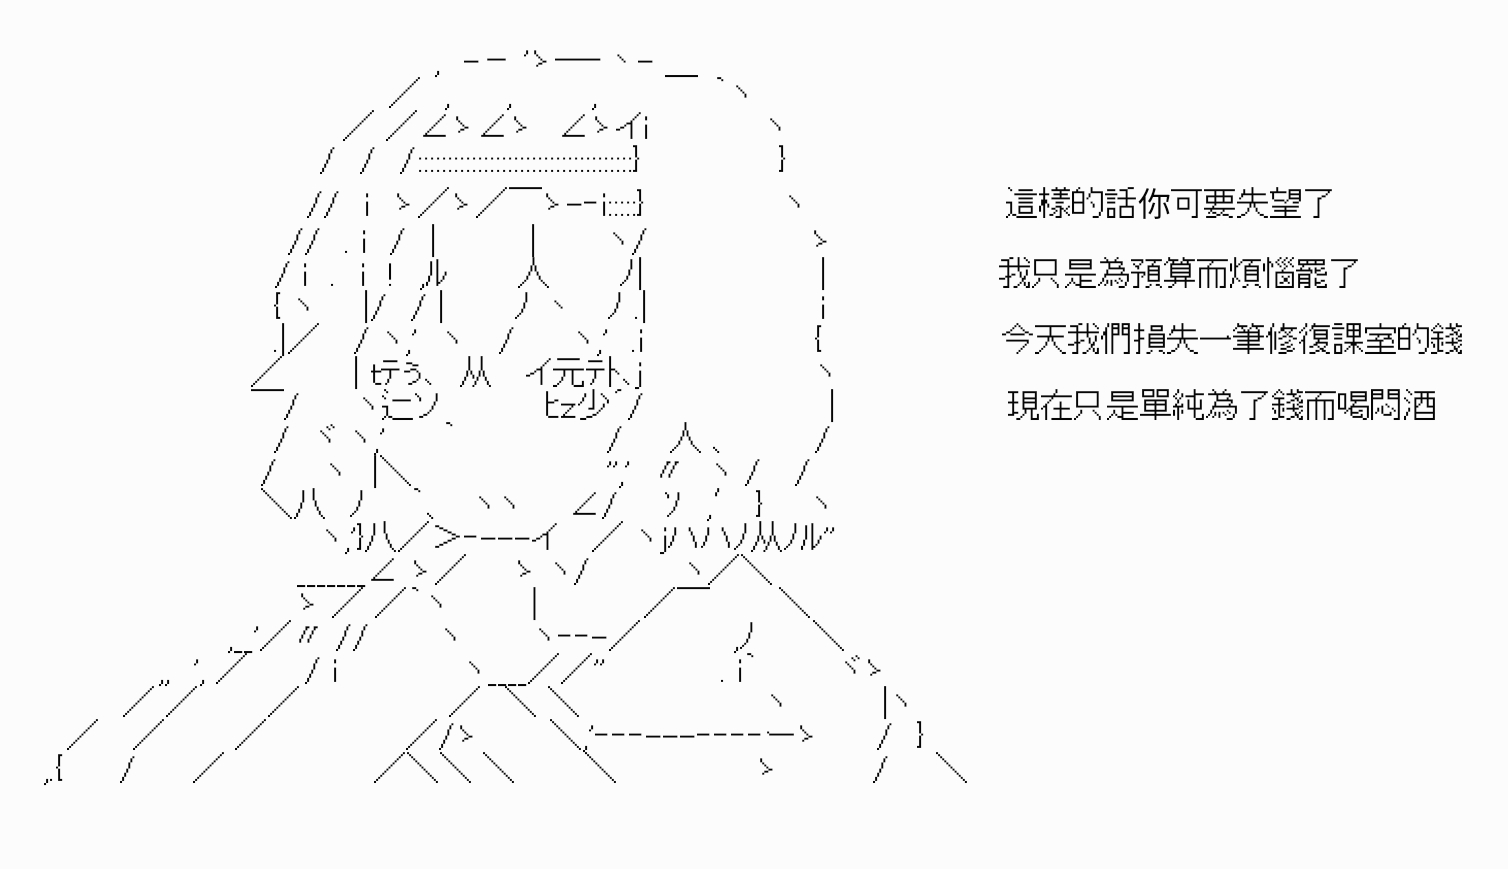 這樣的話你可要失望了
我只是為預算而煩惱罷了
今天我們損失一筆修復課室的錢
現在只是單純為了錢而喝悶酒